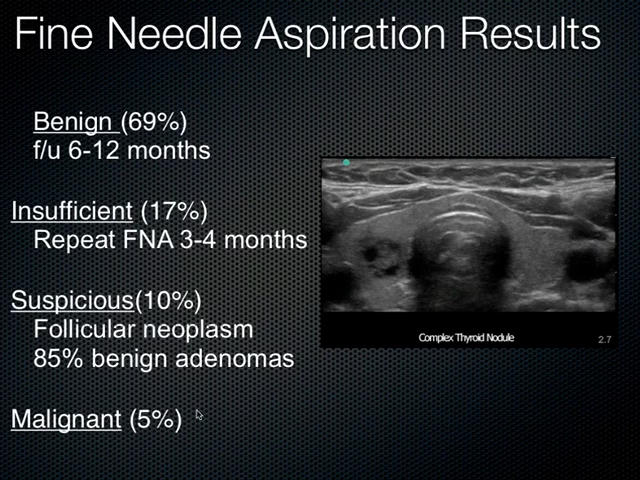 Fine Needle Aspiration Results
Benign (69%)
f/u 6-12 months
Insufficient (17%)
Repeat FNA 3-4 months
Suspicious(10%)
Follicular neoplasm
85% benign adenomas
Malignant (5%)
Complex Thyroid Nodule
2.7